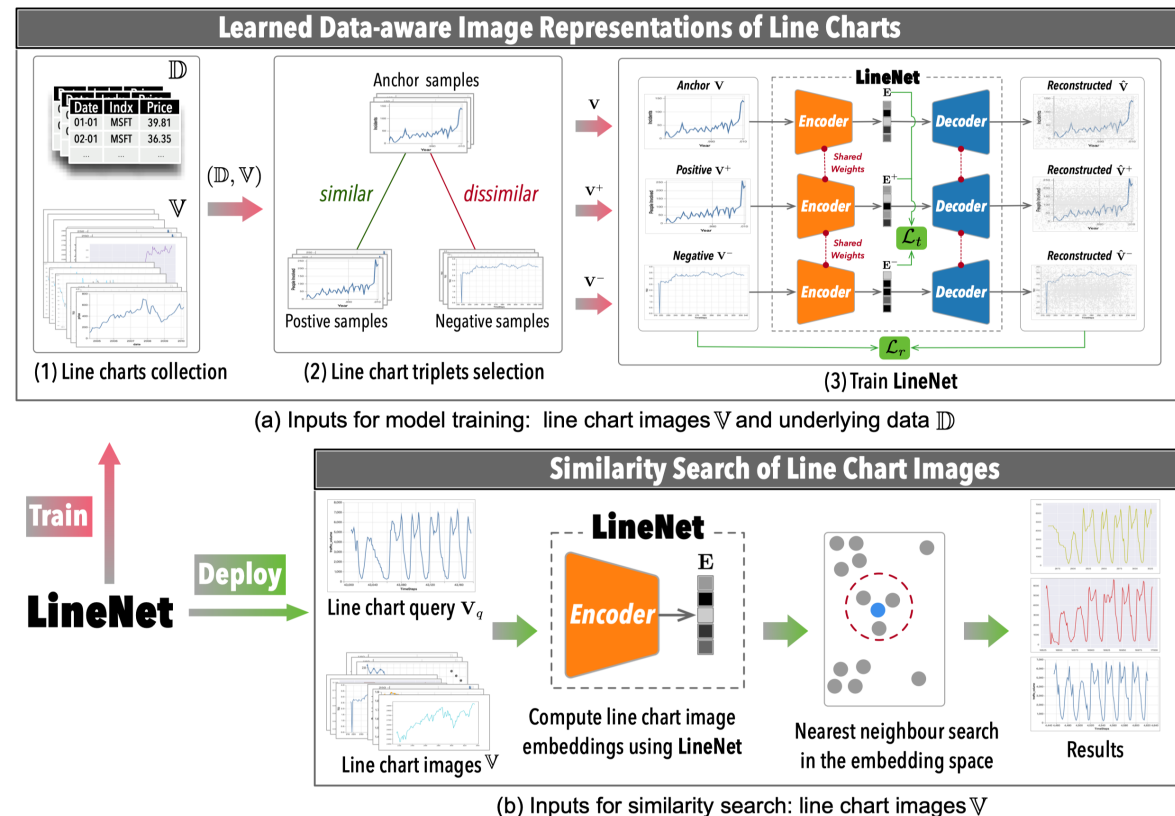 Learned Data-aware Image Representations of Line Charts
𝔻
Date Indx Price
01-01 MSFT 39.81
02-01 MSFT 36.35
... ... ...
𝕍
(1) Line charts collection
(𝔻, 𝕍)
Anchor samples
similar
dissimilar
Postive samples
Negative samples
(2) Line chart triplets selection
V
V⁺
V⁻
LineNet
Anchor V
Encoder
E
Decoder
Reconstructed V̂
Shared
Weights
Positive V⁺
Encoder
E⁺
Decoder
Reconstructed V̂⁺
ℒt
Shared
Weights
Negative V⁻
Encoder
E⁻
Decoder
Reconstructed V̂⁻
ℒr
(3) Train LineNet
(a) Inputs for model training: line chart images 𝕍 and underlying data 𝔻
Train
Deploy
LineNet
Similarity Search of Line Chart Images
Line chart query Vq
Line chart images 𝕍
LineNet
Encoder
E
Compute line chart image
embeddings using LineNet
Nearest neighbour search
in the embedding space
Results
(b) Inputs for similarity search: line chart images 𝕍